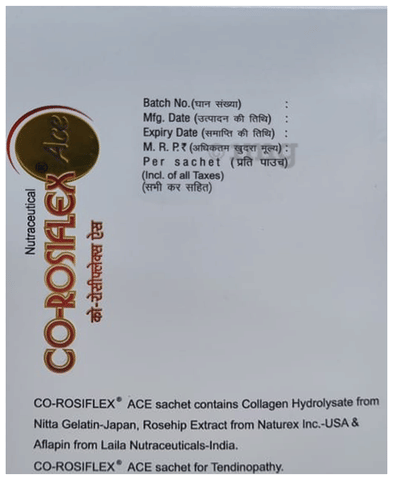 Nutraceutical
CO-ROSIFLEX® Ace
को-रोसीफ्लेक्स ऐस
Batch No.(घान संख्या) :
Mfg. Date (उत्पादन की तिथि) :
Expiry Date (समाप्ति की तिथि) :
M. R. P.₹ (अधिकतम खुदरा मूल्य) :
Per sachet (प्रति पाउच)
(Incl. of all Taxes)
(सभी कर सहित)
CO-ROSIFLEX® ACE sachet contains Collagen Hydrolysate from
Nitta Gelatin-Japan, Rosehip Extract from Naturex Inc.-USA &
Aflapin from Laila Nutraceuticals-India.
CO-ROSIFLEX® ACE sachet for Tendinopathy.